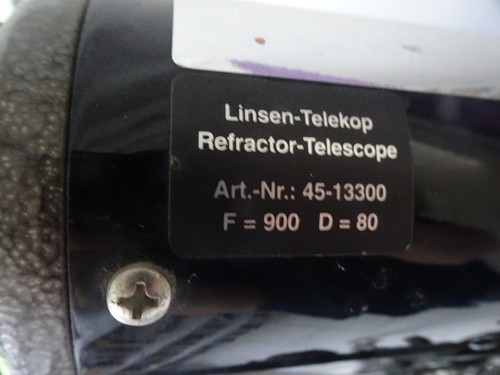 Linsen-Telekop
Refractor-Telescope
Art.-Nr.: 45-13300
F = 900 D = 80